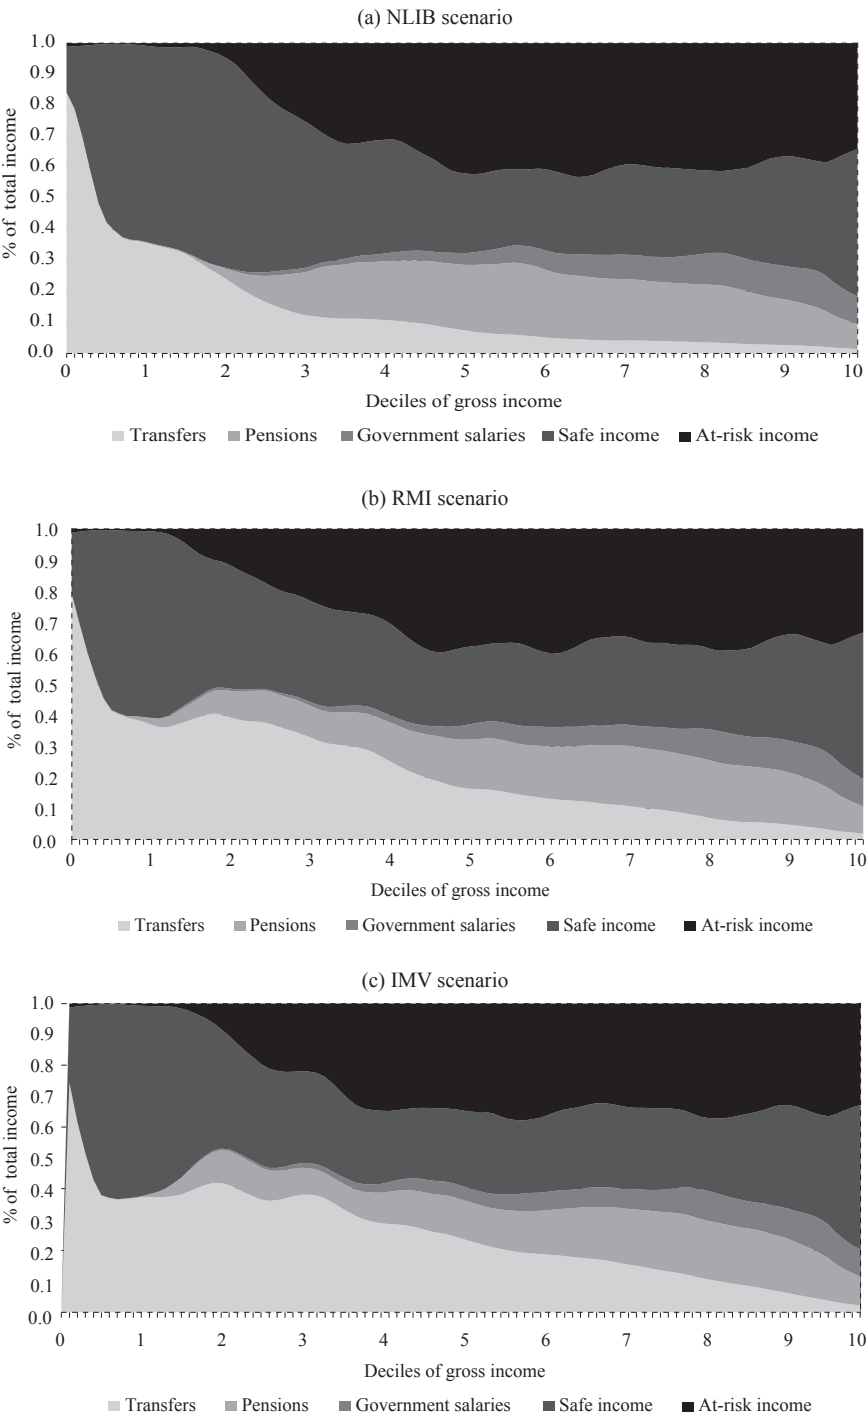 (a) NLIB scenario
1.0
0.9
0.8
0.7
0.6
0.5
0.4
0.3
0.2
0.1
0.0
% of total income
0 1 2 3 4 5 6 7 8 9 10
Deciles of gross income
Transfers Pensions Government salaries Safe income At-risk income
(b) RMI scenario
1.0
0.9
0.8
0.7
0.6
0.5
0.4
0.3
0.2
0.1
0.0
% of total income
0 1 2 3 4 5 6 7 8 9 10
Deciles of gross income
Transfers Pensions Government salaries Safe income At-risk income
(c) IMV scenario
1.0
0.9
0.8
0.7
0.6
0.5
0.4
0.3
0.2
0.1
0.0
% of total income
0 1 2 3 4 5 6 7 8 9 10
Deciles of gross income
Transfers Pensions Government salaries Safe income At-risk income